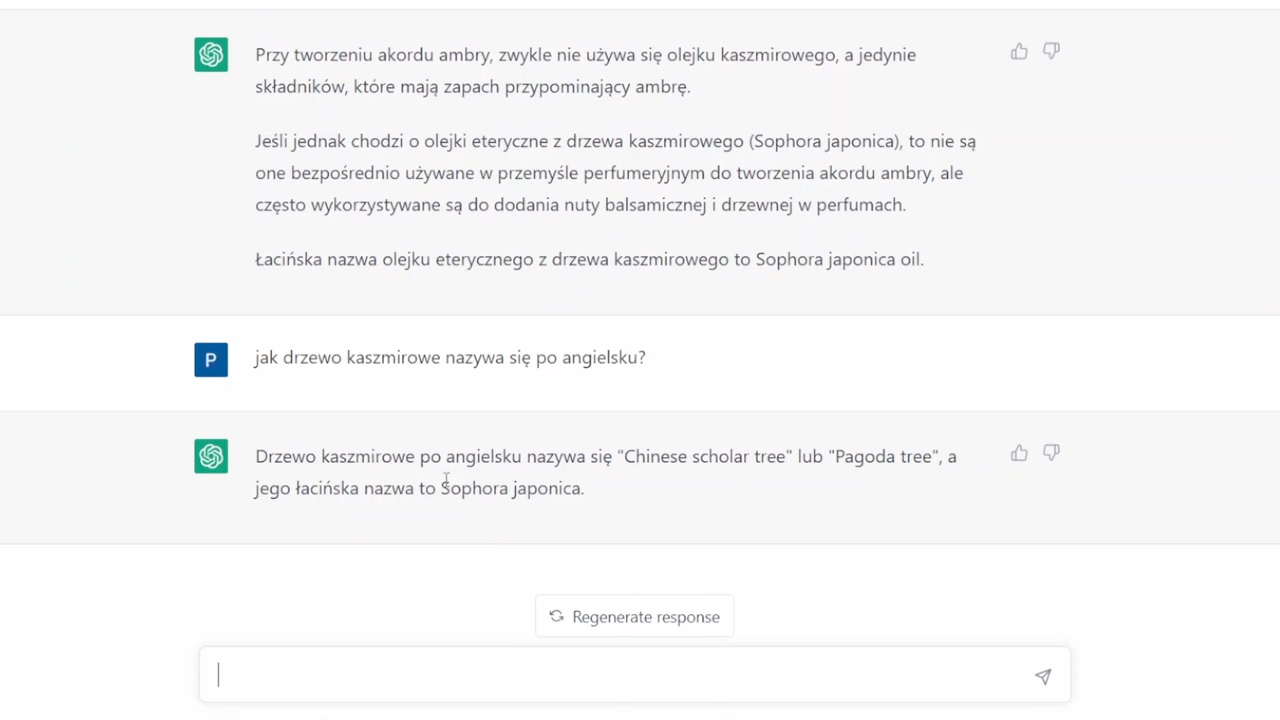 Przy tworzeniu akordu ambry, zwykle nie używa się olejku kaszmirowego, a jedynie
składników, które mają zapach przypominający ambrę.
Jeśli jednak chodzi o olejki eteryczne z drzewa kaszmirowego (Sophora japonica), to nie są
one bezpośrednio używane w przemyśle perfumeryjnym do tworzenia akordu ambry, ale
często wykorzystywane są do dodania nuty balsamicznej i drzewnej w perfumach.
Łacińska nazwa olejku eterycznego z drzewa kaszmirowego to Sophora japonica oil.
P
jak drzewo kaszmirowe nazywa się po angielsku?
Drzewo kaszmirowe po angielsku nazywa się "Chinese scholar tree" lub "Pagoda tree", a
jego łacińska nazwa to Sophora japonica.
Regenerate response